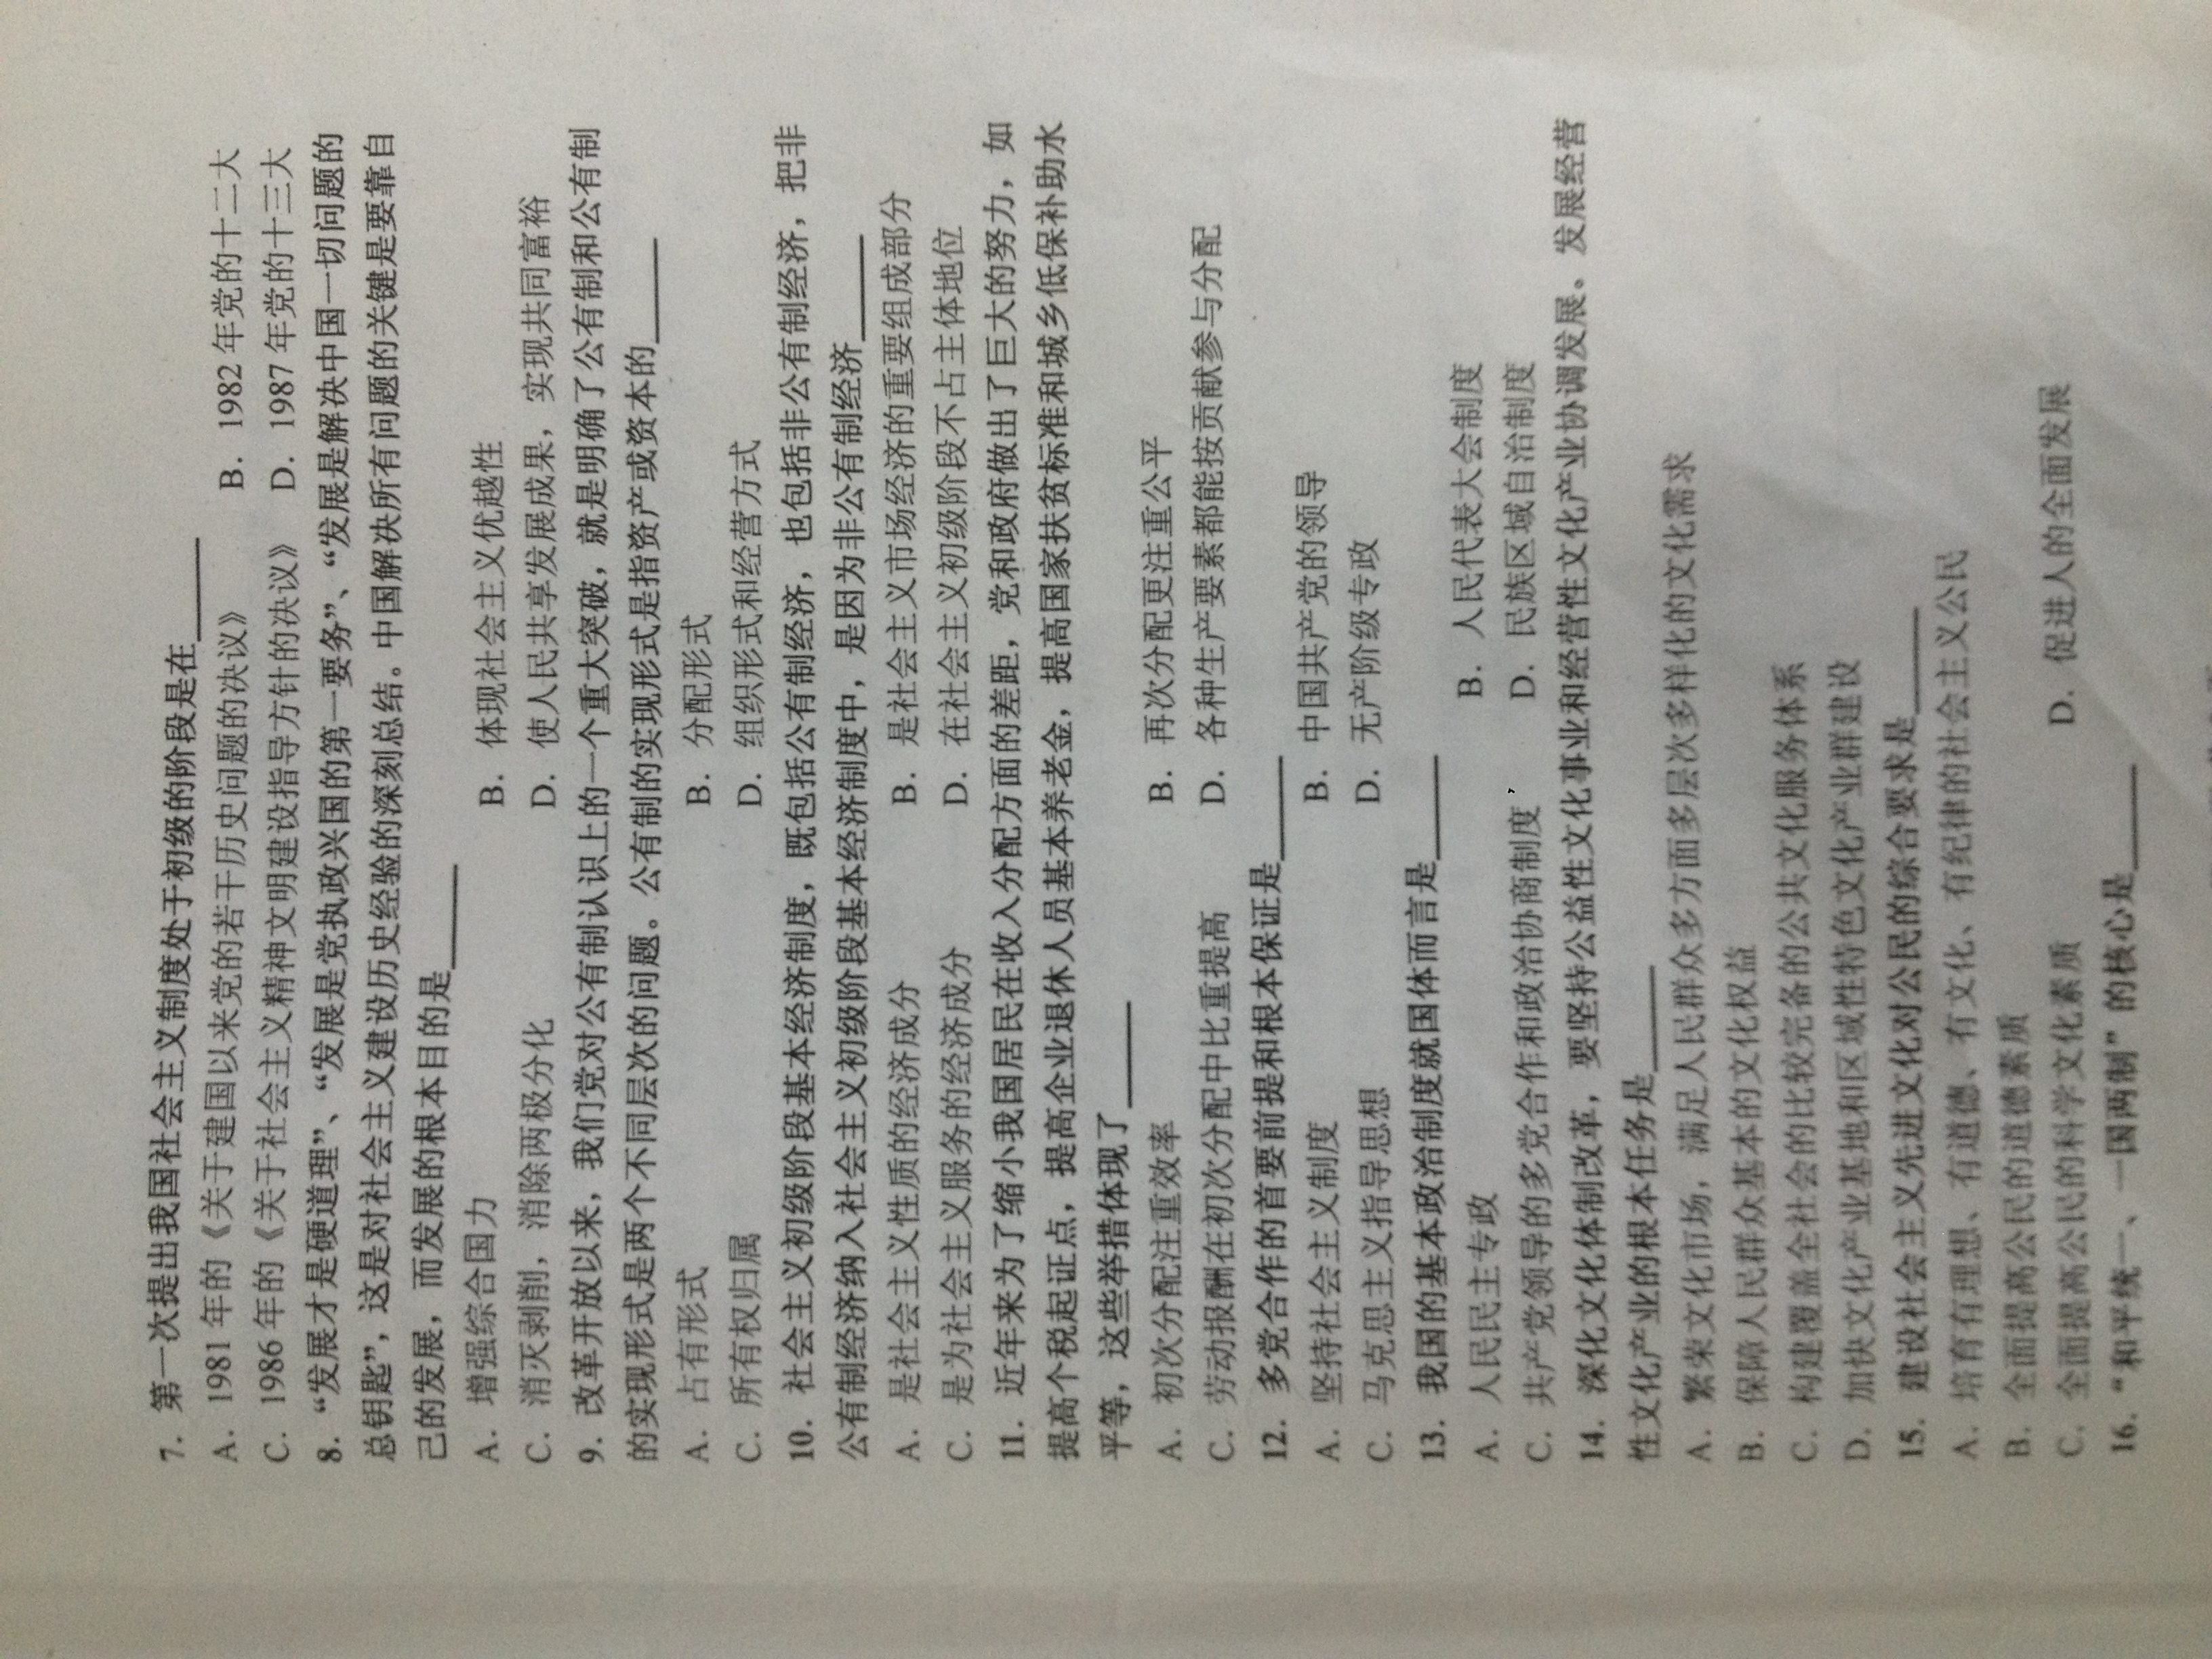 7．第一次提出我国社会主义制度处于初级的阶段是在______
A．1981 年的《关于建国以来党的若干历史问题的决议》 B．1982 年党的十二大
C．1986 年的《关于社会主义精神文明建设指导方针的决议》 D．1987 年党的十三大
8．“发展才是硬道理”、“发展是党执政兴国的第一要务”、“发展是解决中国一切问题的
总钥匙”，这是对社会主义建设历史经验的深刻总结。中国解决所有问题的关键是要靠自
己的发展，而发展的根本目的是______
A．增强综合国力 B．体现社会主义优越性
C．消灭剥削，消除两极分化 D．使人民共享发展成果，实现共同富裕
9．改革开放以来，我们党对公有制认识上的一个重大突破，就是明确了公有制和公有制
的实现形式是两个不同层次的问题。公有制的实现形式是指资产或资本的______
A．占有形式 B．分配形式
C．所有权归属 D．组织形式和经营方式
10．社会主义初级阶段基本经济制度，既包括公有制经济，也包括非公有制经济，把非
公有制经济纳入社会主义初级阶段基本经济制度中，是因为非公有制经济______
A．是社会主义性质的经济成分 B．是社会主义市场经济的重要组成部分
C．是为社会主义服务的经济成分 D．在社会主义初级阶段不占主体地位
11．近年来为了缩小我国居民在收入分配方面的差距，党和政府做出了巨大的努力，如
提高个税起证点，提高企业退休人员基本养老金，提高国家扶贫标准和城乡低保补助水
平等，这些举措体现了______
A．初次分配注重效率 B．再次分配更注重公平
C．劳动报酬在初次分配中比重提高 D．各种生产要素都能按贡献参与分配
12．多党合作的首要前提和根本保证是______
A．坚持社会主义制度 B．中国共产党的领导
C．马克思主义指导思想 D．无产阶级专政
13．我国的基本政治制度就国体而言是______
A．人民民主专政 B．人民代表大会制度
C．共产党领导的多党合作和政治协商制度 D．民族区域自治制度
14．深化文化体制改革，要坚持公益性文化事业和经营性文化产业协调发展。发展经营
性文化产业的根本任务是______
A．繁荣文化市场，满足人民群众多方面多层次多样化的文化需求
B．保障人民群众基本的文化权益
C．构建覆盖全社会的比较完备的公共文化服务体系
D．加快文化产业基地和区域性特色文化产业群建设
15．建设社会主义先进文化对公民的综合要求是______
A．培育有理想、有道德、有文化、有纪律的社会主义公民
B．全面提高公民的道德素质
C．全面提高公民的科学文化素质 D．促进人的全面发展
16．“和平统一、一国两制”的核心是______